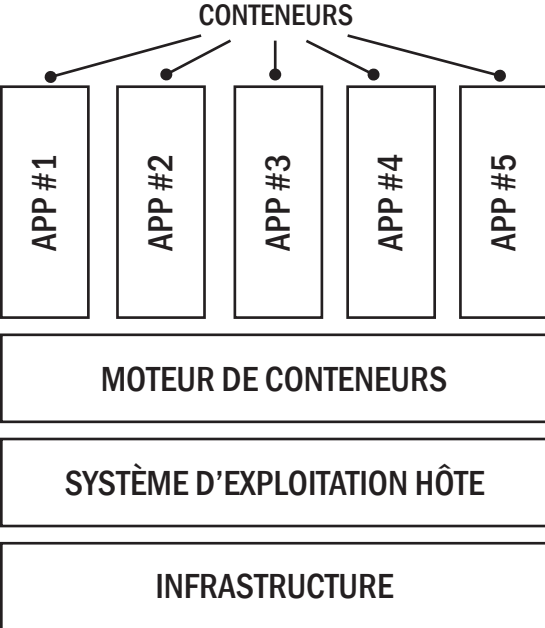 CONTENEURS
APP #1
APP #2
APP #3
APP #4
APP #5
MOTEUR DE CONTENEURS
SYSTÈME D’EXPLOITATION HÔTE
INFRASTRUCTURE